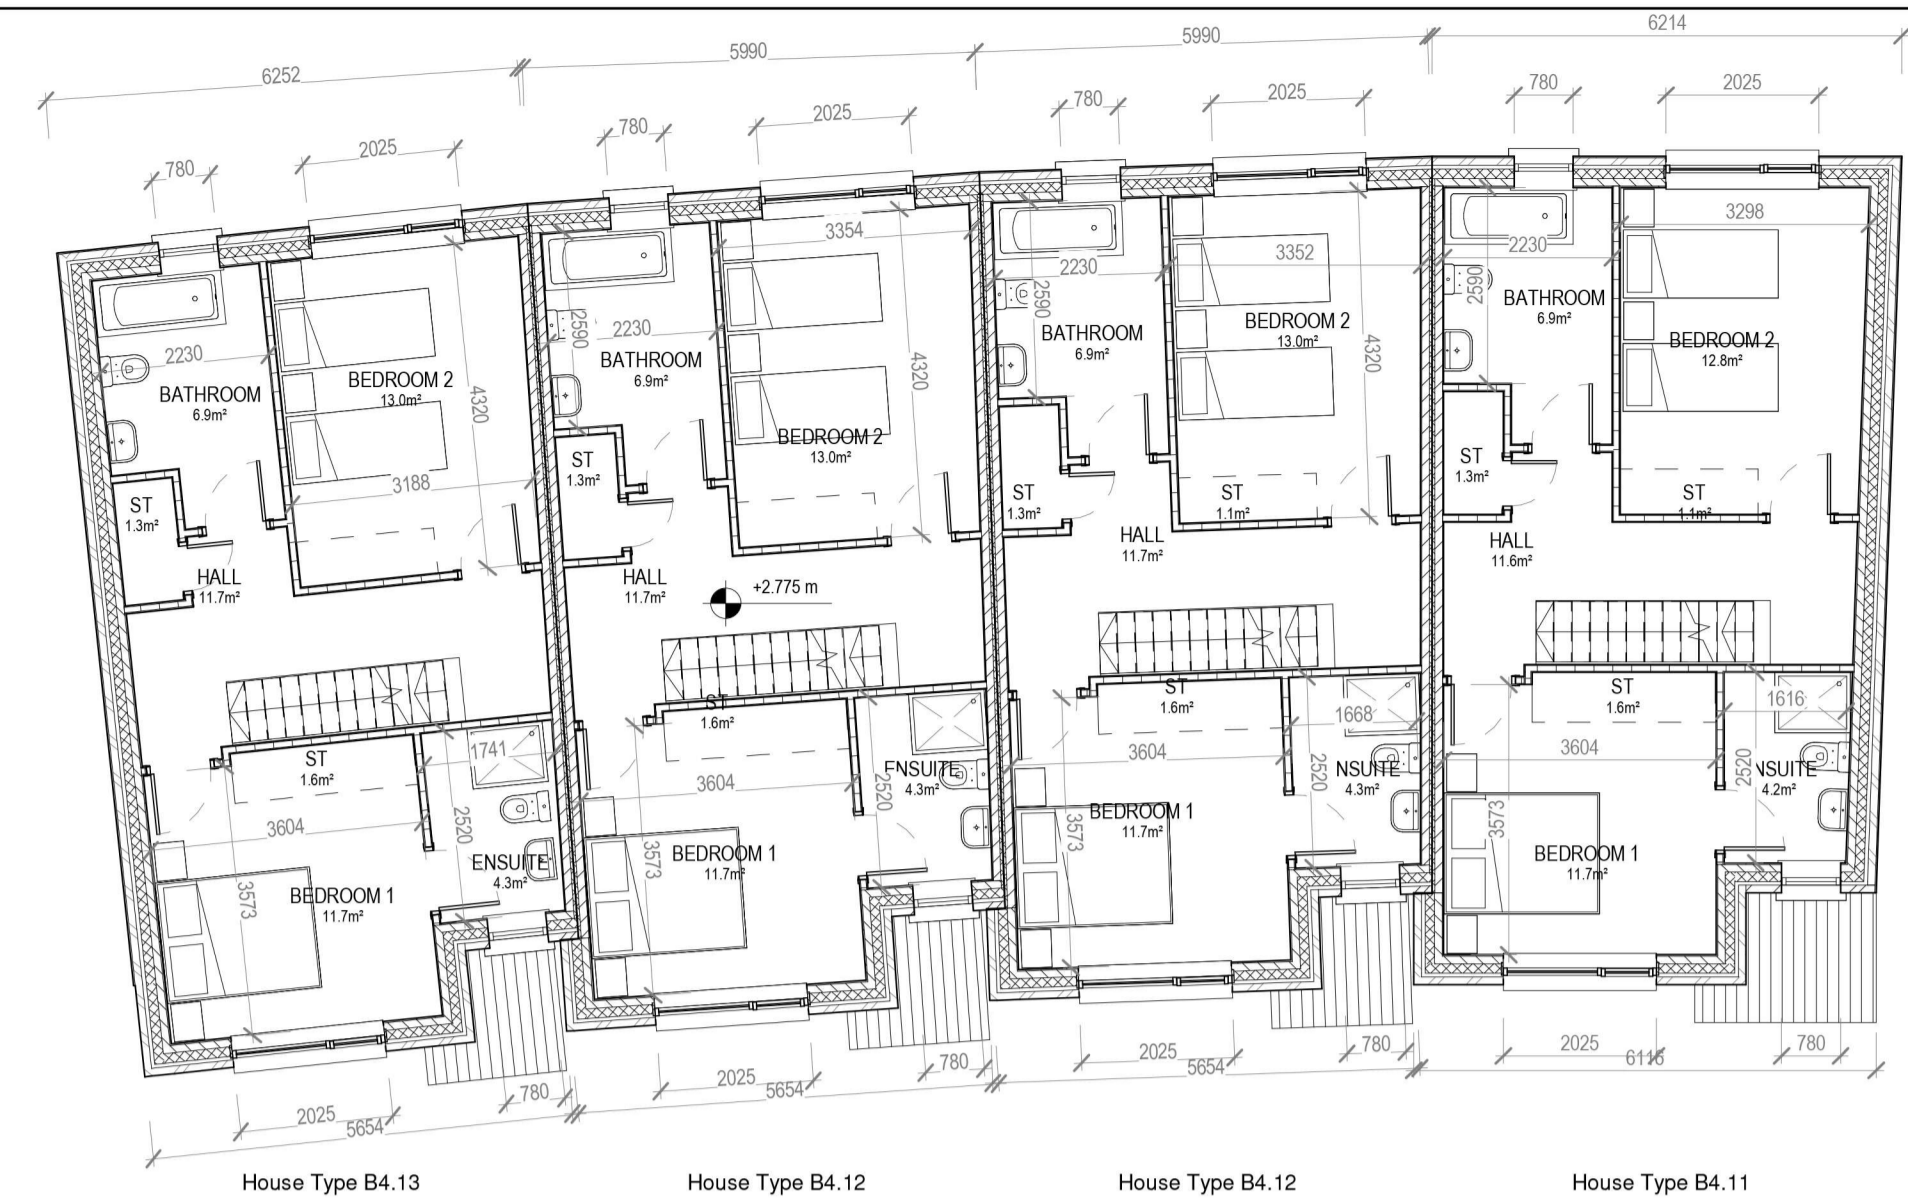 6252
5990
5990
6214
780
2025
780
2025
780
2025
780
2025
2230
BATHROOM
6.9m²
BEDROOM 2
13.0m²
4320
3188
ST
1.3m²
HALL
11.7m²
ST
1.6m²
1741
3604
2520
3573
ENSUITE
4.3m²
BEDROOM 1
11.7m²
2025
780
5654
2590
2230
BATHROOM
6.9m²
3354
4320
BEDROOM 2
13.0m²
ST
1.3m²
HALL
11.7m²
+2.775 m
ST
1.6m²
3604
2520
ENSUITE
4.3m²
3573
BEDROOM 1
11.7m²
2025
780
5654
2230
2590
BATHROOM
6.9m²
3352
BEDROOM 2
13.0m²
4320
ST
1.3m²
ST
1.1m²
HALL
11.7m²
ST
1.6m²
1668
3604
2520
NSUITE
4.3m²
3573
BEDROOM 1
11.7m²
2025
780
5654
3298
2230
2590
BATHROOM
6.9m²
BEDROOM 2
12.8m²
ST
1.3m²
ST
1.1m²
HALL
11.6m²
ST
1.6m²
1616
3604
2520
NSUITE
4.2m²
3573
BEDROOM 1
11.7m²
2025
780
6116
House Type B4.13
House Type B4.12
House Type B4.12
House Type B4.11